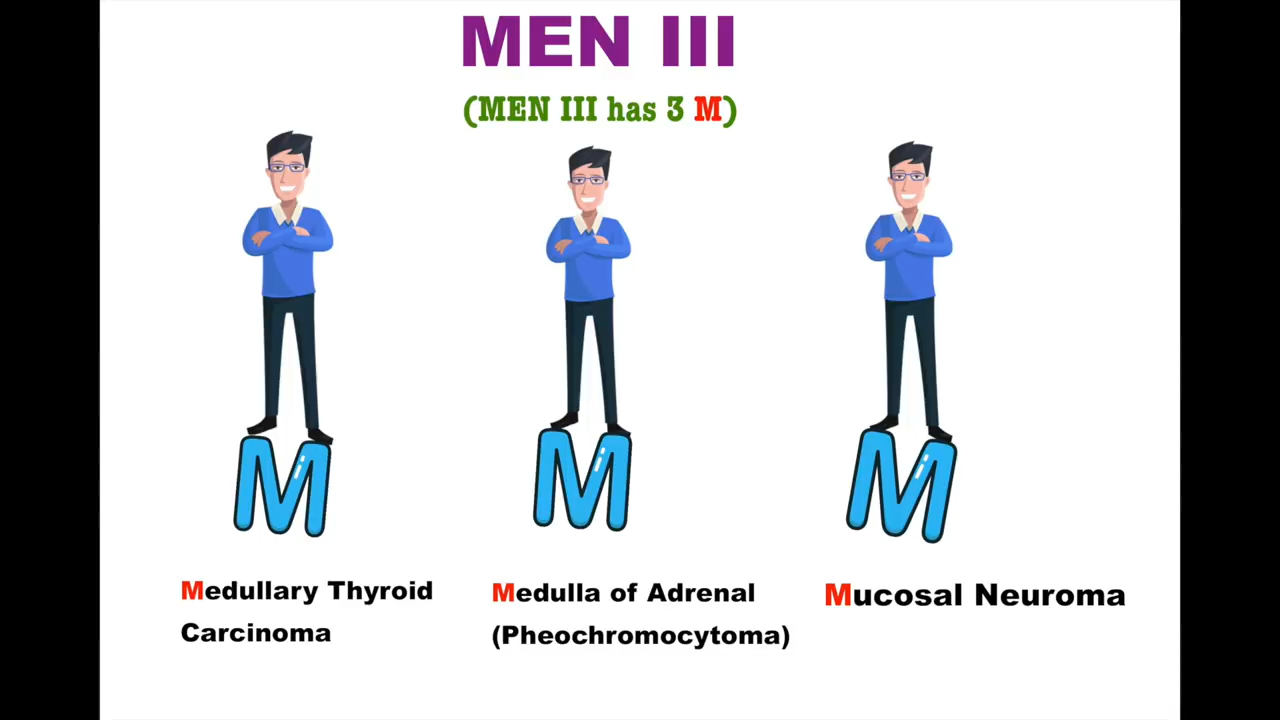 MEN III
(MEN III has 3 M)
M M M
Medullary Thyroid
Carcinoma
Medulla of Adrenal
(Pheochromocytoma)
Mucosal Neuroma